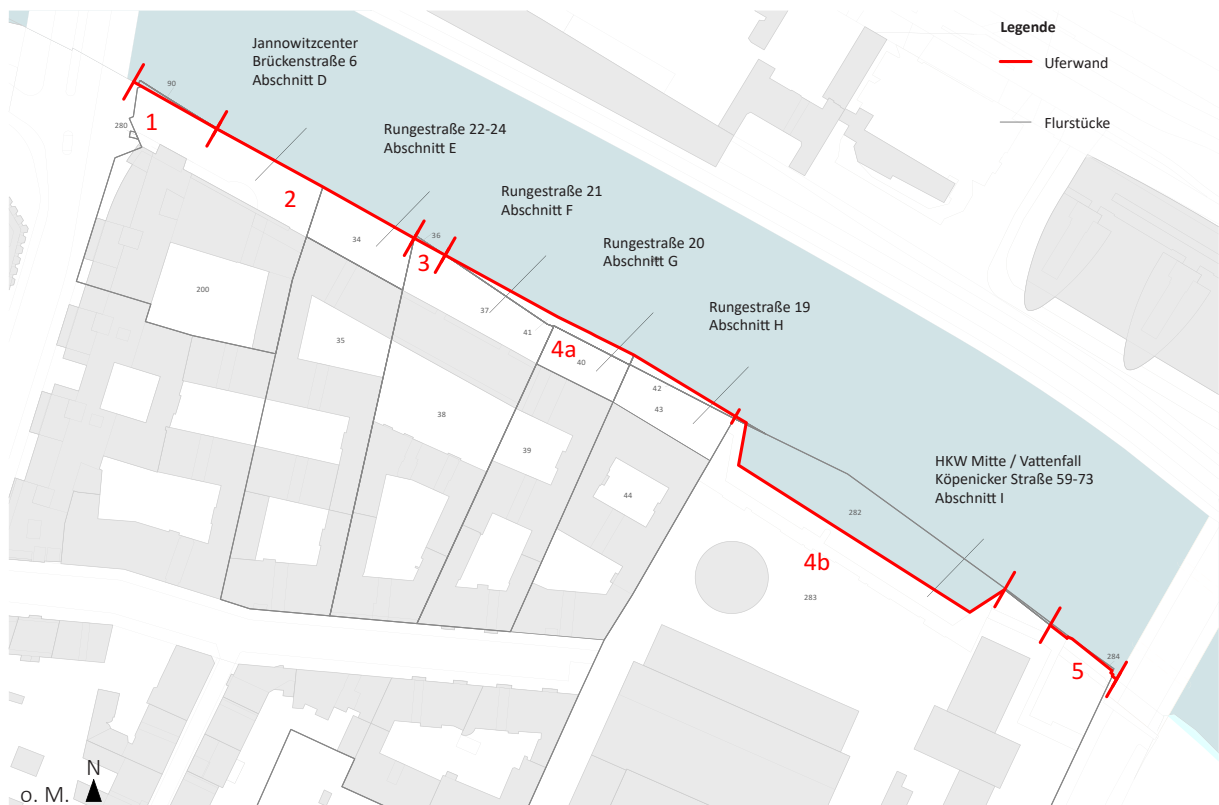 Legende
Uferwand
Flurstücke
Jannowitzcenter
Brückenstraße 6
Abschnitt D
Rungestraße 22-24
Abschnitt E
Rungestraße 21
Abschnitt F
Rungestraße 20
Abschnitt G
Rungestraße 19
Abschnitt H
HKW Mitte / Vattenfall
Köpenicker Straße 59-73
Abschnitt I
90
280
1
2
34
36
3
200
37
41
4a
40
35
42
43
38
39
44
282
4b
283
284
5
N
o. M.